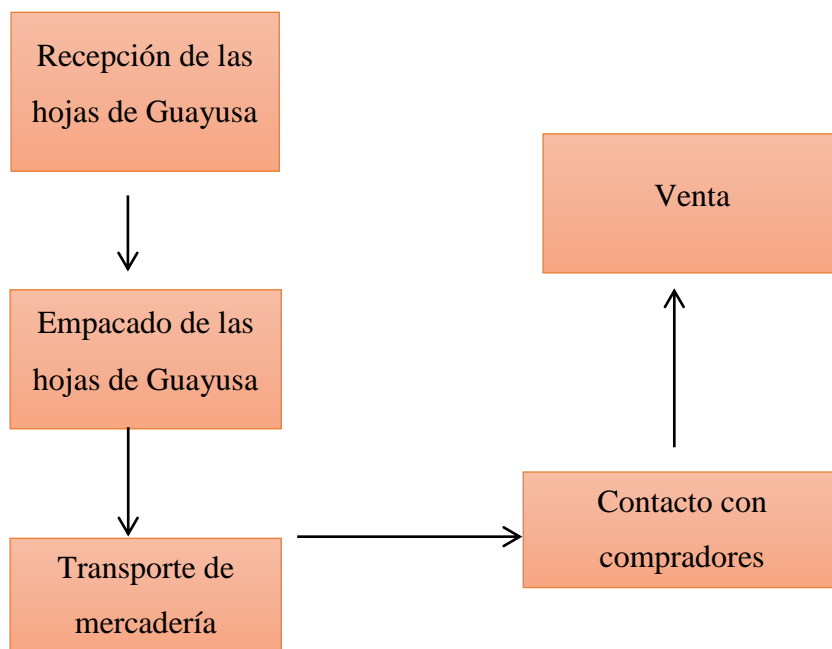 Recepción de las
hojas de Guayusa
Empacado de las
hojas de Guayusa
Transporte de
mercadería
Contacto con
compradores
Venta